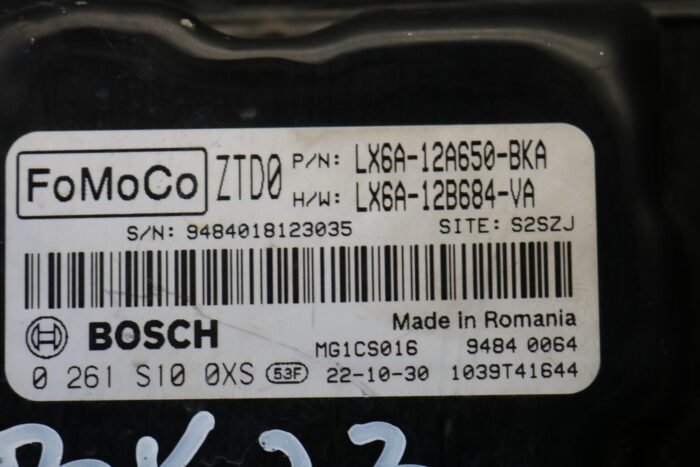 FoMoCo ZTD0 P/N: LX6A-12A650-BKA
H/W: LX6A-12B684-VA
S/N: 9484018123035 SITE: S2SZJ
BOSCH Made in Romania
MG1CS016 9484 0064
0 261 S10 0XS 53F 22-10-30 1039T41644